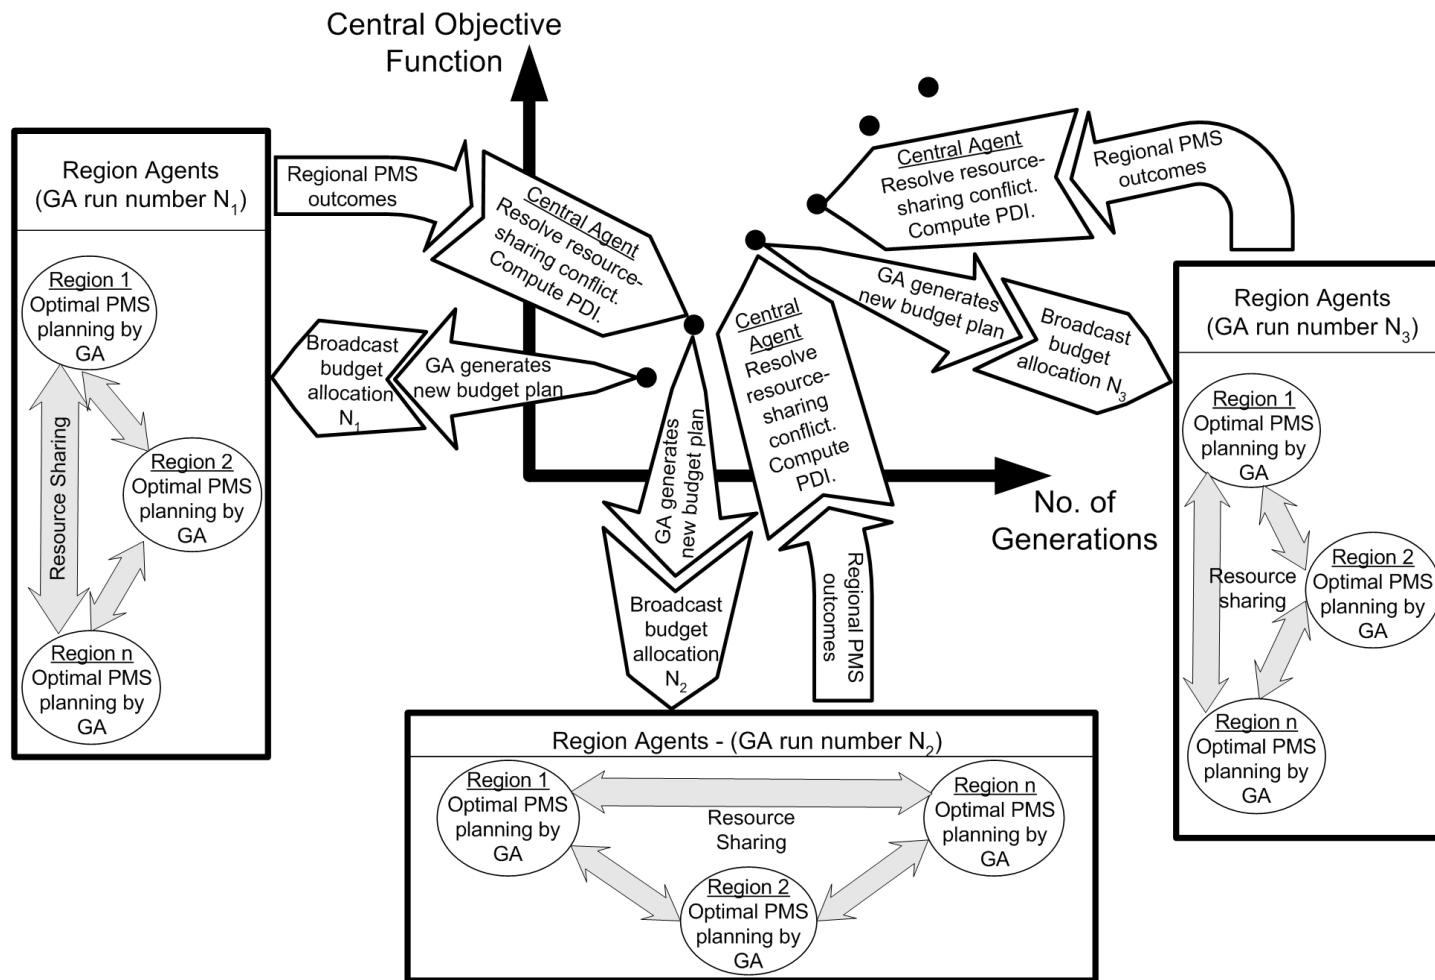 Central Objective
Function
Region Agents
(GA run number N1)
Region 1
Optimal PMS
planning by
GA
Resource Sharing
Region 2
Optimal PMS
planning by
GA
Region n
Optimal PMS
planning by
GA
Regional PMS
outcomes
Central Agent
Resolve resource-
sharing conflict.
Compute PDI.
GA generates
new budget plan
Broadcast
budget
allocation
N1
GA generates
new budget plan
Broadcast
budget
allocation
N2
Region Agents - (GA run number N2)
Region 1
Optimal PMS
planning by
GA
Resource
Sharing
Region 2
Optimal PMS
planning by
GA
Region n
Optimal PMS
planning by
GA
Regional PMS
outcomes
Central
Agent
Resolve
resource-
sharing
conflict.
Compute
PDI.
No. of
Generations
GA generates
new budget plan
Broadcast
budget
allocation N3
Region Agents
(GA run number N3)
Region 1
Optimal PMS
planning by
GA
Resource
sharing
Region 2
Optimal PMS
planning by
GA
Region n
Optimal PMS
planning by
GA
Regional PMS
outcomes
Central Agent
Resolve resource-
sharing conflict.
Compute PDI.